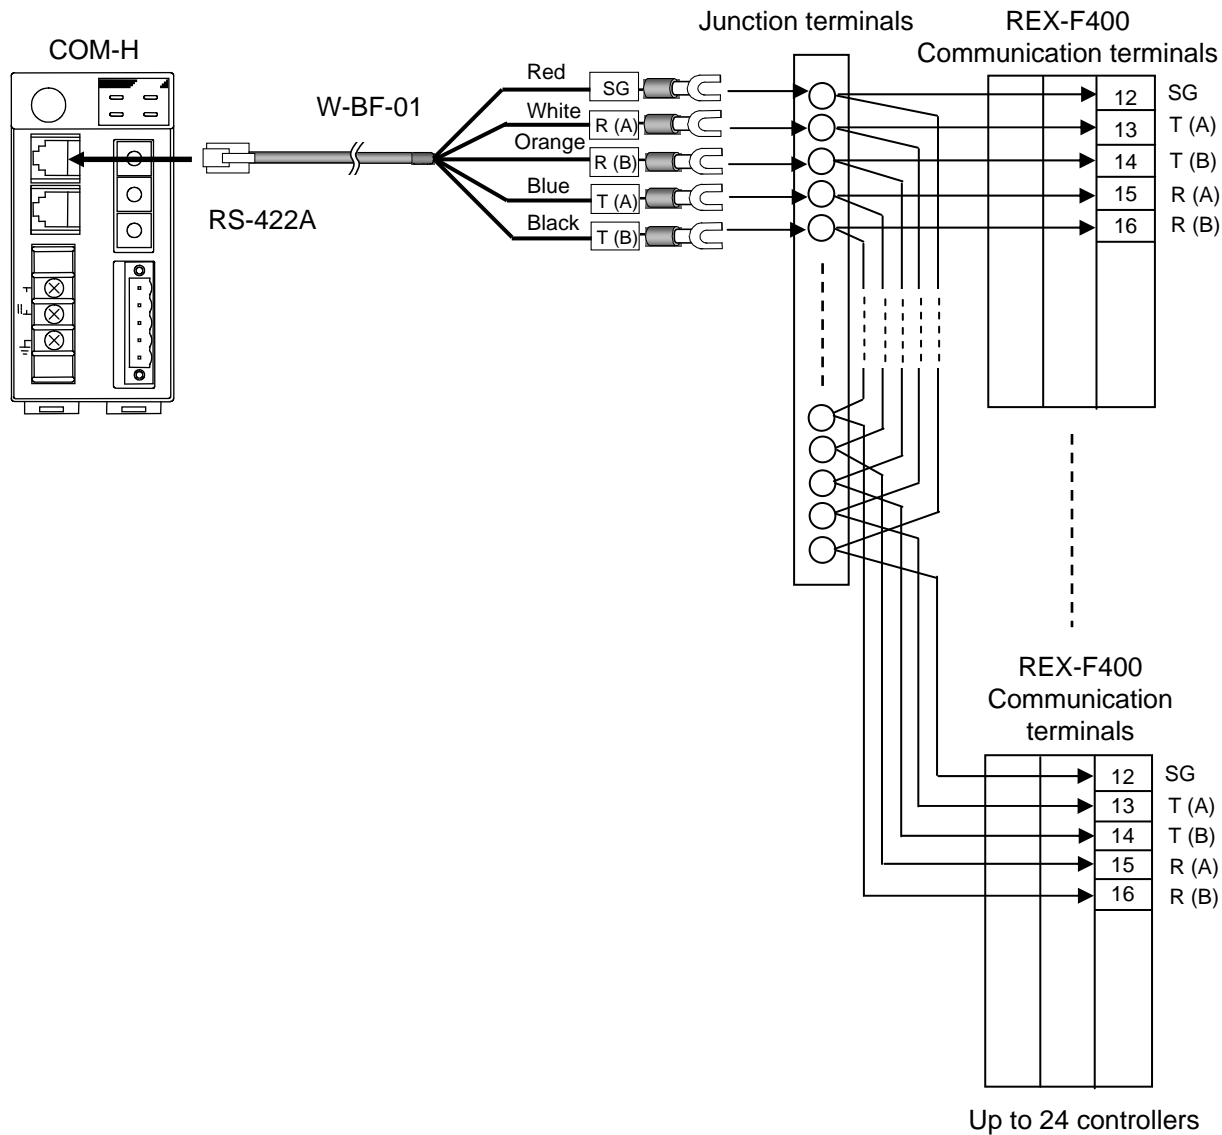 Junction terminals
REX-F400
Communication terminals
COM-H
W-BF-01
RS-422A
Red
SG
White
R (A)
Orange
R (B)
Blue
T (A)
Black
T (B)
12 SG
13 T (A)
14 T (B)
15 R (A)
16 R (B)
REX-F400
Communication
terminals
12 SG
13 T (A)
14 T (B)
15 R (A)
16 R (B)
Up to 24 controllers